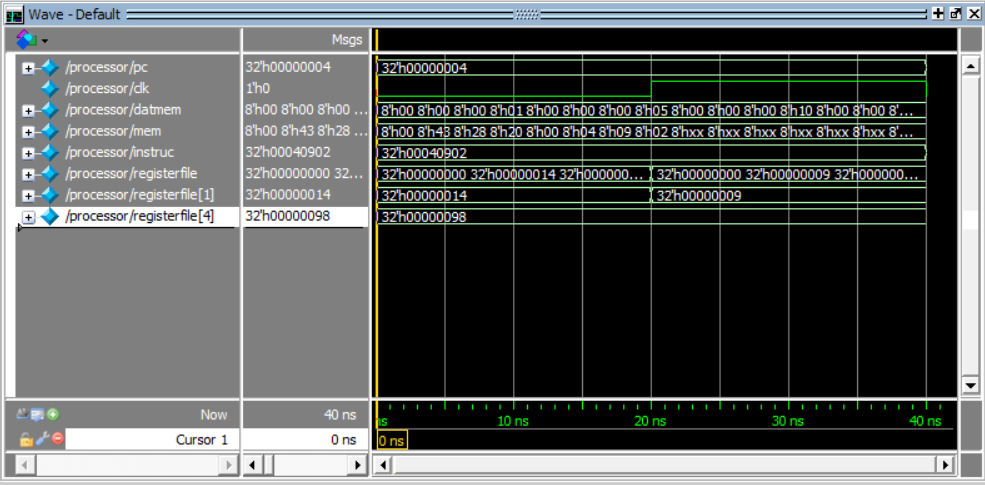 Wave - Default
Msgs
/processor/pc 32'h00000004 32'h00000004
/processor/clk 1'h0
/processor/datmem 8'h00 8'h00 8'h00 ... 8'h00 8'h00 8'h00 8'h01 8'h00 8'h00 8'h00 8'h05 8'h00 8'h00 8'h00 8'h10 8'h00 8'h00 8'...
/processor/mem 8'h00 8'h43 8'h28 ... 8'h00 8'h43 8'h28 8'h20 8'h00 8'h04 8'h09 8'h02 8'hxx 8'hxx 8'hxx 8'hxx 8'hxx 8'hxx 8'...
/processor/instruc 32'h00040902 32'h00040902
/processor/registerfile 32'h00000000 32... 32'h00000000 32'h00000014 32'h000000... 32'h00000000 32'h00000009 32'h000000...
/processor/registerfile[1] 32'h00000014 32'h00000014 32'h00000009
/processor/registerfile[4] 32'h00000098 32'h00000098
Now 40 ns ns 10 ns 20 ns 30 ns 40 ns
Cursor 1 0 ns 0 ns